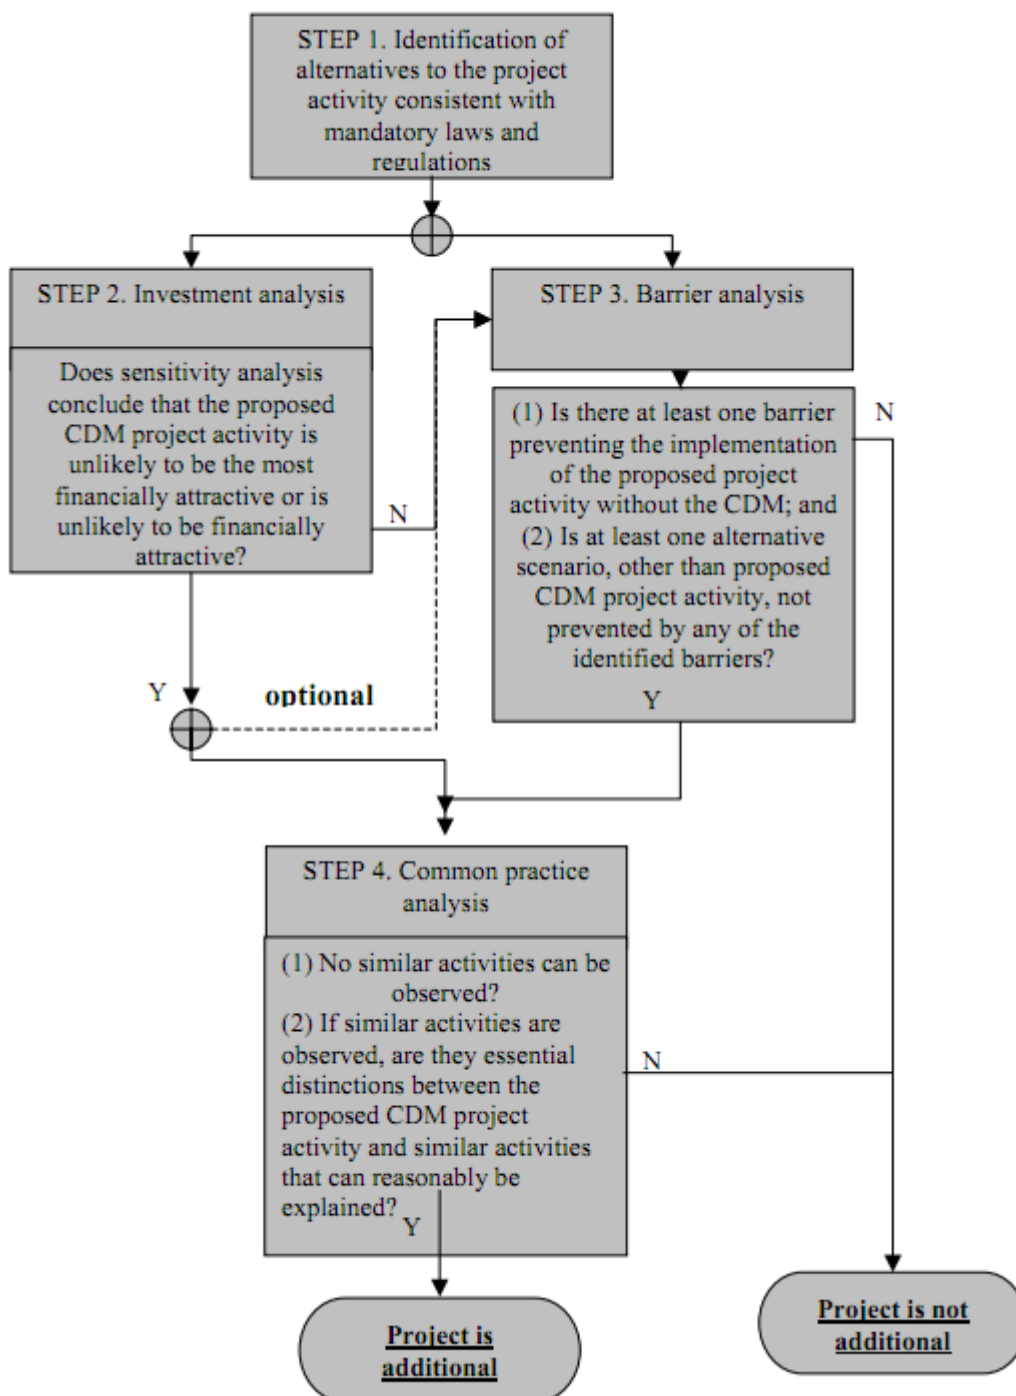 STEP 1. Identification of
alternatives to the project
activity consistent with
mandatory laws and
regulations
STEP 2. Investment analysis
Does sensitivity analysis
conclude that the proposed
CDM project activity is
unlikely to be the most
financially attractive or is
unlikely to be financially
attractive?
N
Y
optional
STEP 3. Barrier analysis
(1) Is there at least one barrier
preventing the implementation
of the proposed project
activity without the CDM; and
(2) Is at least one alternative
scenario, other than proposed
CDM project activity, not
prevented by any of the
identified barriers?
N
Y
STEP 4. Common practice
analysis
(1) No similar activities can be
observed?
(2) If similar activities are
observed, are they essential
distinctions between the
proposed CDM project
activity and similar activities
that can reasonably be
explained?
N
Y
Project is
additional
Project is not
additional